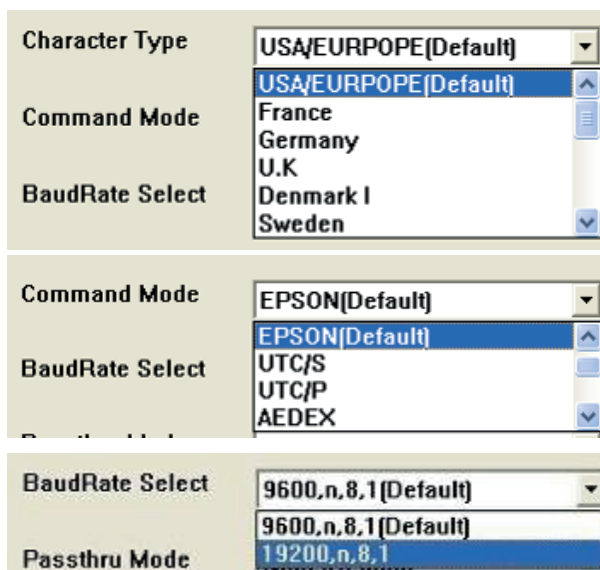 Character Type
USA/EURPOPE(Default)
USA/EURPOPE(Default)
France
Command Mode
Germany
U.K
BaudRate Select
Denmark I
Sweden
Command Mode
EPSON(Default)
EPSON(Default)
BaudRate Select
UTC/S
UTC/P
AEDEX
BaudRate Select
9600,n,8,1(Default)
9600,n,8,1(Default)
Passthru Mode
19200,n,8,1